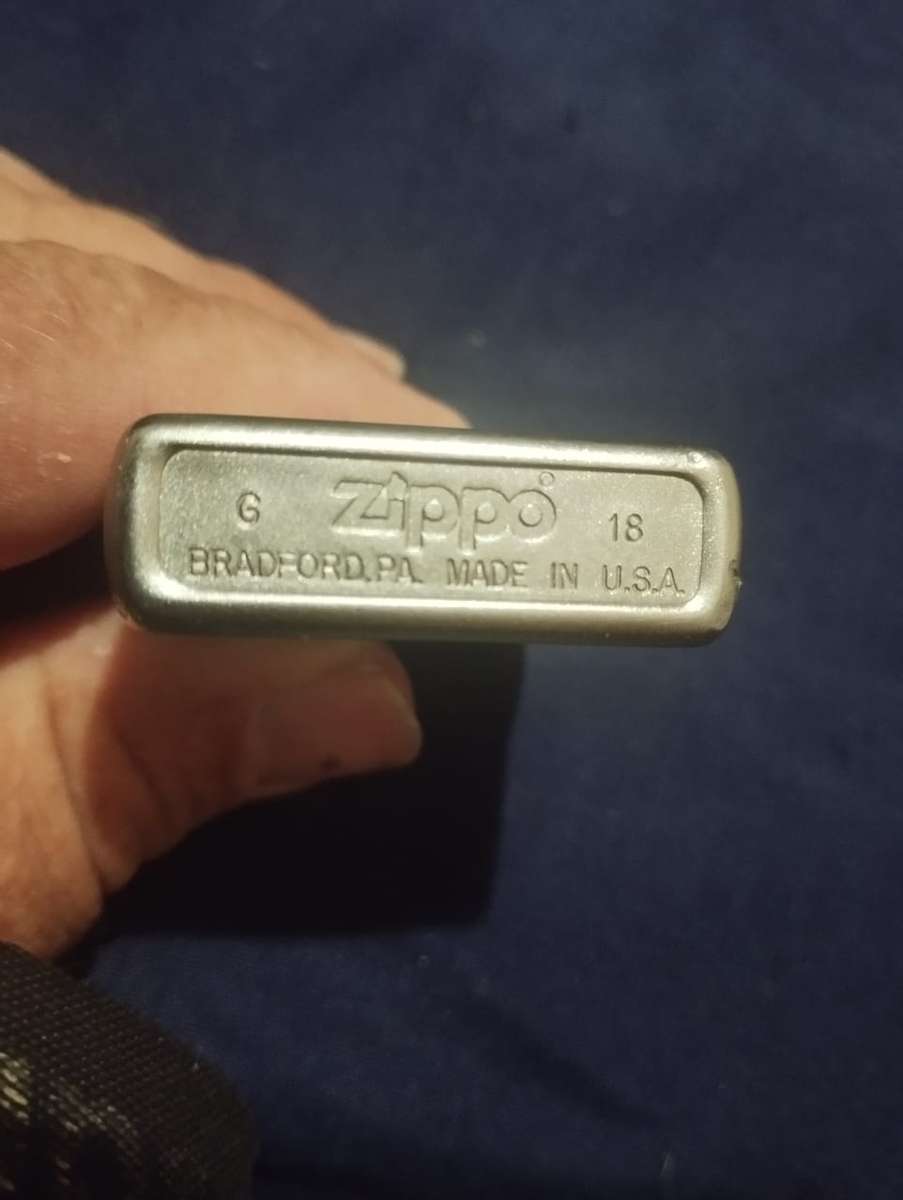 G Zippo® 18
BRADFORD, PA. MADE IN U.S.A.